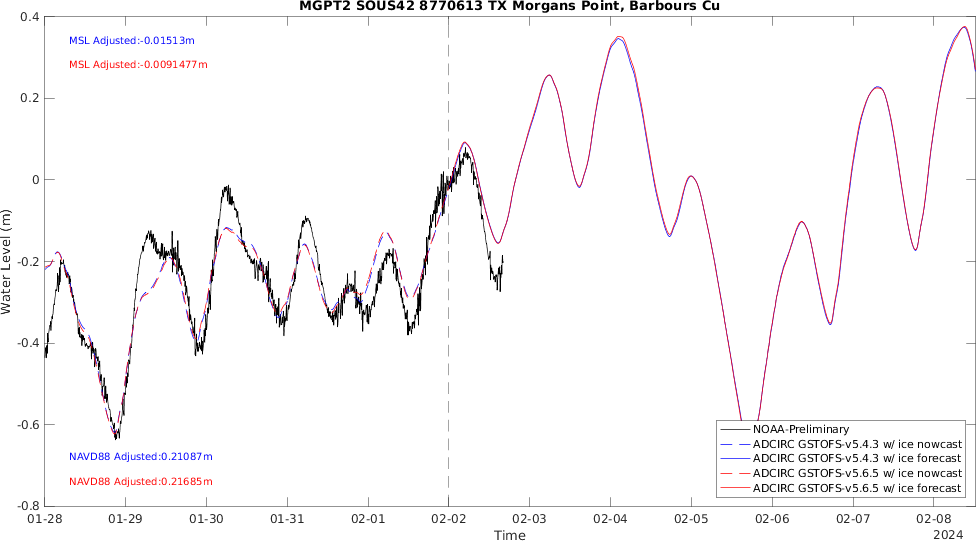 MGPT2 SOUS42 8770613 TX Morgans Point, Barbours Cu
0.4
0.2
0
-0.2
-0.4
-0.6
-0.8
Water Level (m)
MSL Adjusted:-0.01513m
MSL Adjusted:-0.0091477m
NAVD88 Adjusted:0.21087m
NAVD88 Adjusted:0.21685m
NOAA-Preliminary
ADCIRC GSTOFS-v5.4.3 w/ ice nowcast
ADCIRC GSTOFS-v5.4.3 w/ ice forecast
ADCIRC GSTOFS-v5.6.5 w/ ice nowcast
ADCIRC GSTOFS-v5.6.5 w/ ice forecast
01-28 01-29 01-30 01-31 02-01 02-02 02-03 02-04 02-05 02-06 02-07 02-08
Time
2024